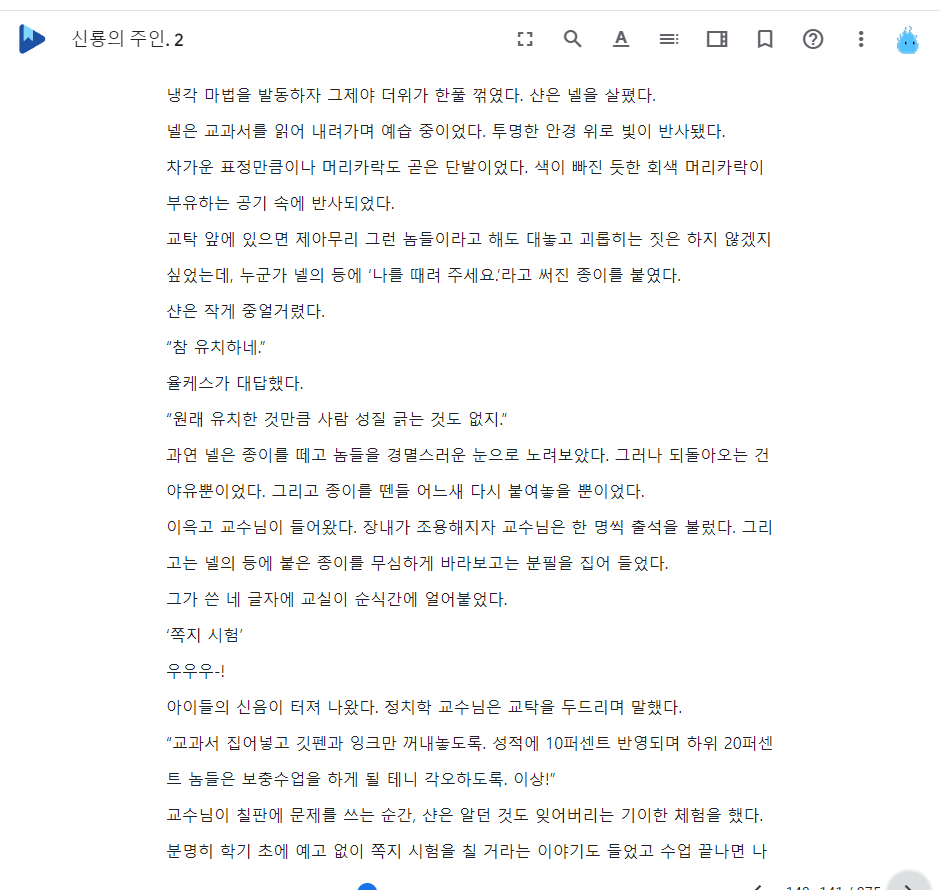 신룡의 주인. 2
냉각 마법을 발동하자 그제야 더위가 한풀 꺾였다. 샨은 넬을 살폈다.
넬은 교과서를 읽어 내려가며 예습 중이었다. 투명한 안경 위로 빛이 반사됐다.
차가운 표정만큼이나 머리카락도 곧은 단발이었다. 색이 빠진 듯한 회색 머리카락이
부유하는 공기 속에 반사되었다.
교탁 앞에 있으면 제아무리 그런 놈들이라고 해도 대놓고 괴롭히는 짓은 하지 않겠지
싶었는데, 누군가 넬의 등에 ‘나를 때려 주세요.’라고 써진 종이를 붙였다.
샨은 작게 중얼거렸다.
“참 유치하네.”
율케스가 대답했다.
“원래 유치한 것만큼 사람 성질 긁는 것도 없지.”
과연 넬은 종이를 떼고 놈들을 경멸스러운 눈으로 노려보았다. 그러나 되돌아오는 건
야유뿐이었다. 그리고 종이를 뗀들 어느새 다시 붙여놓을 뿐이었다.
이윽고 교수님이 들어왔다. 장내가 조용해지자 교수님은 한 명씩 출석을 불렀다. 그리
고는 넬의 등에 붙은 종이를 무심하게 바라보고는 분필을 집어 들었다.
그가 쓴 네 글자에 교실이 순식간에 얼어붙었다.
‘쪽지 시험’
우우우-!
아이들의 신음이 터져 나왔다. 정치학 교수님은 교탁을 두드리며 말했다.
“교과서 집어넣고 깃펜과 잉크만 꺼내놓도록. 성적에 10퍼센트 반영되며 하위 20퍼센
트 놈들은 보충수업을 하게 될 테니 각오하도록. 이상!”
교수님이 칠판에 문제를 쓰는 순간, 샨은 알던 것도 잊어버리는 기이한 체험을 했다.
분명히 학기 초에 예고 없이 쪽지 시험을 칠 거라는 이야기도 들었고 수업 끝나면 나